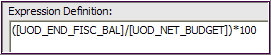 Expression Definition:
([UOD_END_FISC_BAL]/[UOD_NET_BUDGET])*100